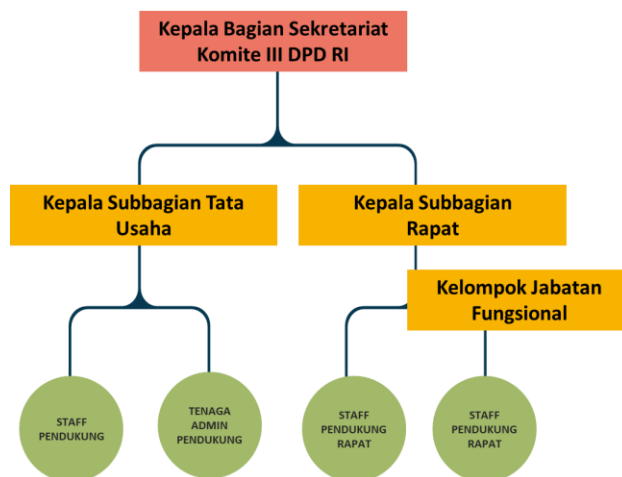 Kepala Bagian Sekretariat
Komite III DPD RI
Kepala Subbagian Tata
Usaha
Kepala Subbagian
Rapat
Kelompok Jabatan
Fungsional
STAFF
PENDUKUNG
TENAGA
ADMIN
PENDUKUNG
STAFF
PENDUKUNG
RAPAT
STAFF
PENDUKUNG
RAPAT